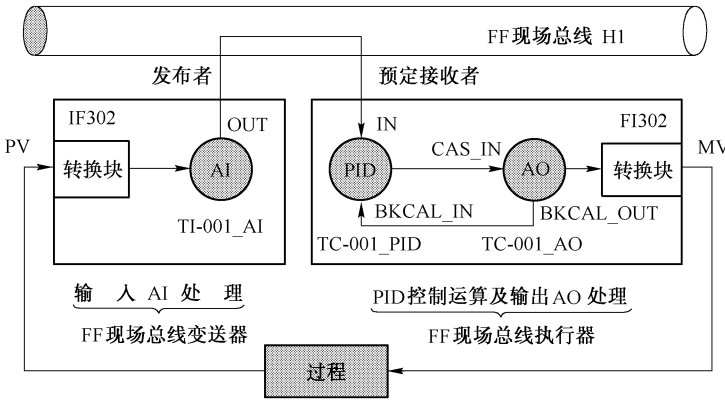 FF现场总线 H1
发布者
预定接收者
IF302
FI302
OUT
IN
PV
MV
CAS_IN
转换块
AI
PID
AO
转换块
BKCAL_IN
BKCAL_OUT
TI-001_AI
TC-001_PID
TC-001_AO
输 入 AI 处 理
PID控制运算及输出AO 处理
FF现场总线变送器
FF现场总线执行器
过程